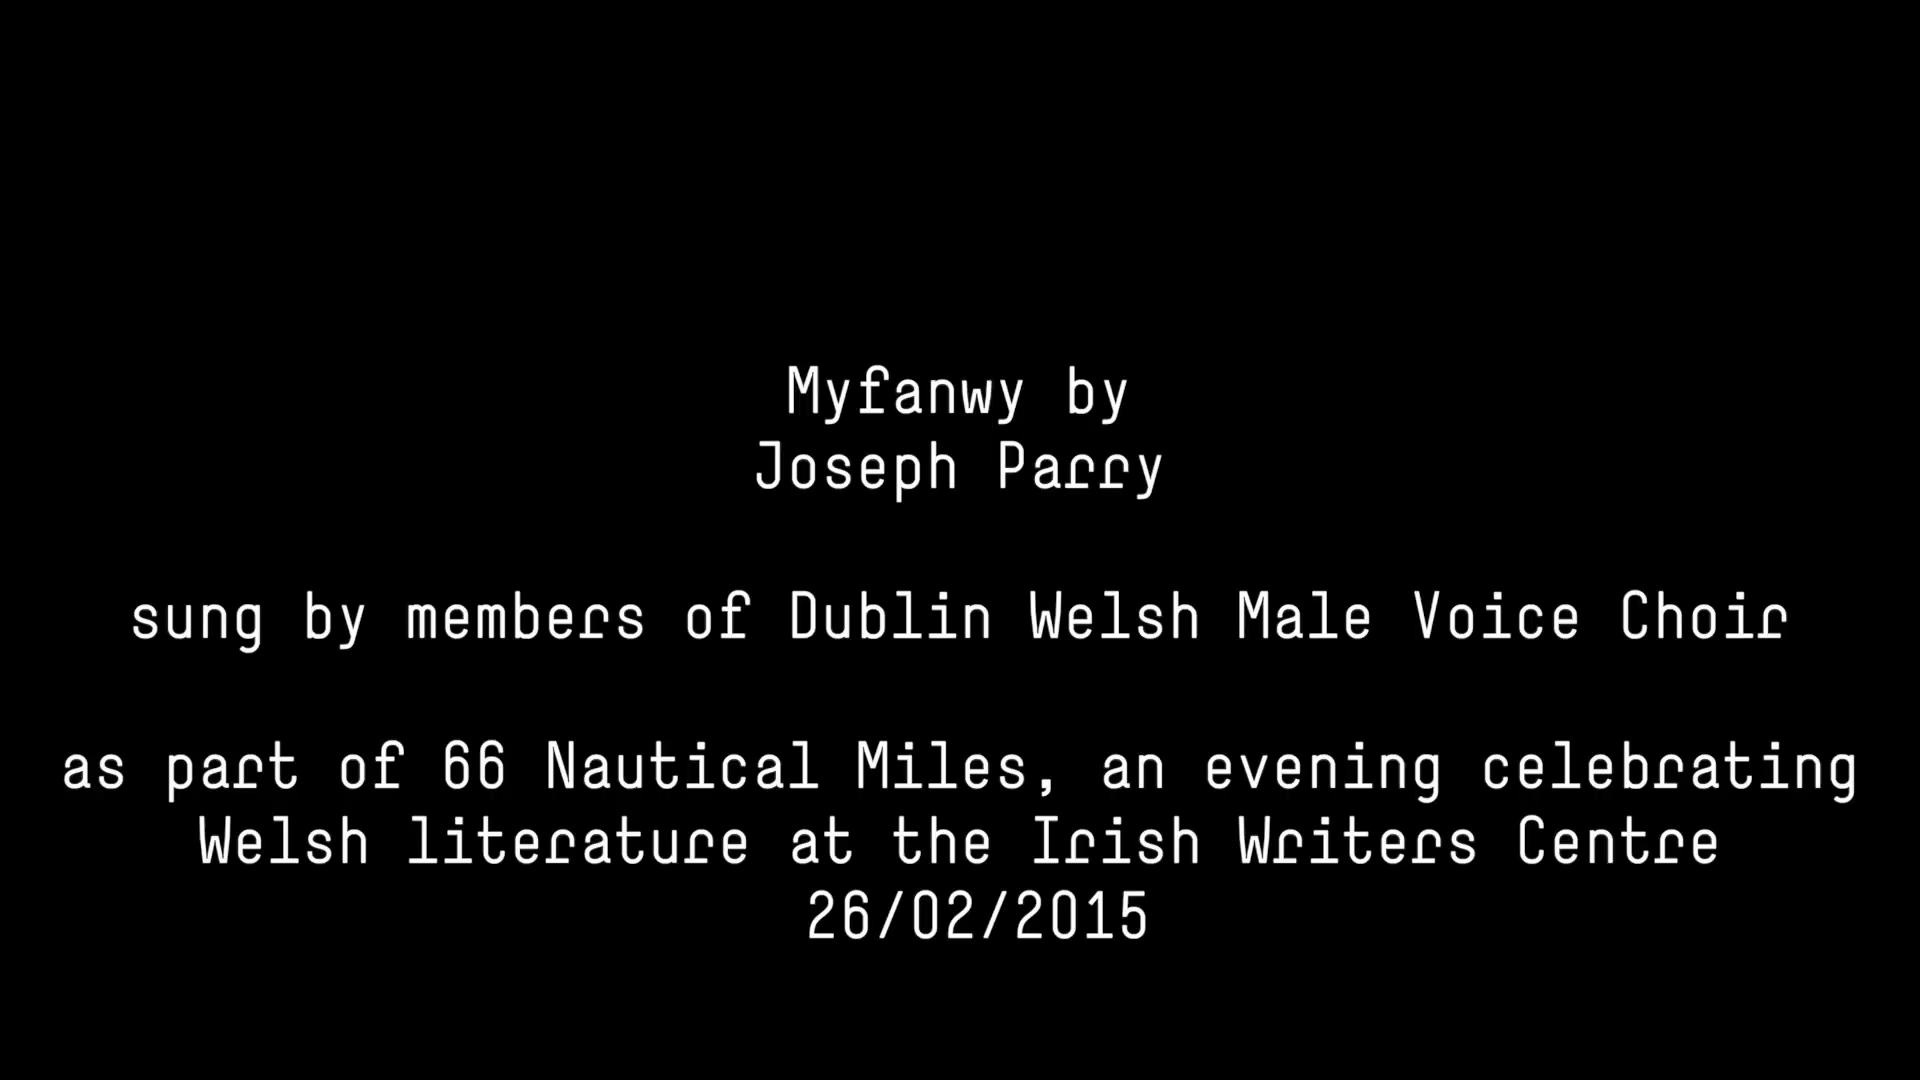 Myfanwy by
Joseph Parry
sung by members of Dublin Welsh Male Voice Choir
as part of 66 Nautical Miles, an evening celebrating
Welsh literature at the Irish Writers Centre
26/02/2015